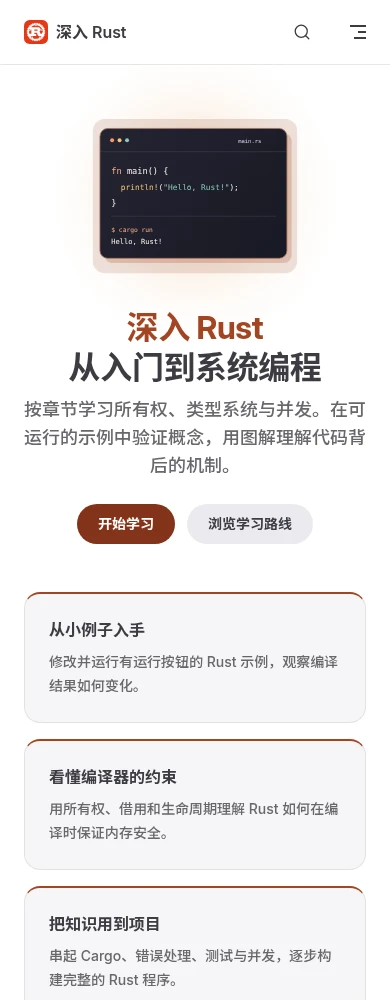 深入 Rust
main.rs
fn main() {
println!("Hello, Rust!");
}
$ cargo run
Hello, Rust!
深入 Rust
从入门到系统编程
按章节学习所有权、类型系统与并发。在可
运行的示例中验证概念，用图解理解代码背
后的机制。
开始学习
浏览学习路线
从小例子入手
修改并运行有运行按钮的 Rust 示例，观察编译
结果如何变化。
看懂编译器的约束
用所有权、借用和生命周期理解 Rust 如何在编
译时保证内存安全。
把知识用到项目
串起 Cargo、错误处理、测试与并发，逐步构
建完整的 Rust 程序。